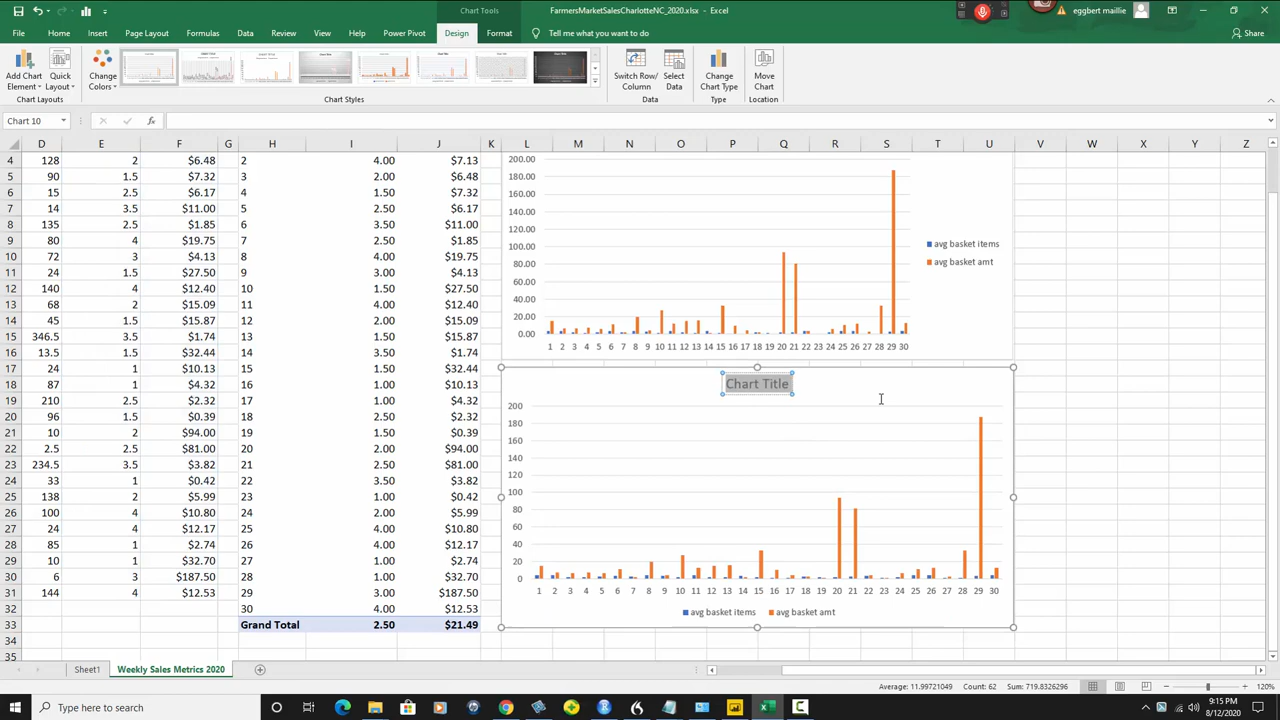 Chart Tools
FarmersMarketSalesCharlotteNC_2020.xlsx - Excel
eggbert maillie
File Home Insert Page Layout Formulas Data Review View Help Power Pivot Design Format Tell me what you want to do Share
Add Chart Element
Quick Layout
Change Colors
Switch Row/ Column
Select Data
Change Chart Type
Move Chart
Chart Layouts Chart Styles Data Type Location
Chart 10
fx
D E F G H I J K L M N O P Q R S T U V W X Y Z
4 128 2 $6.48 2 4.00 $7.13
5 90 1.5 $7.32 3 2.00 $6.48
6 15 2.5 $6.17 4 1.50 $7.32
7 14 3.5 $11.00 5 2.50 $6.17
8 135 2.5 $1.85 6 3.50 $11.00
9 80 4 $19.75 7 2.50 $1.85
10 72 3 $4.13 8 4.00 $19.75
11 24 1.5 $27.50 9 3.00 $4.13
12 140 4 $12.40 10 1.50 $27.50
13 68 2 $15.09 11 4.00 $12.40
14 45 1.5 $15.87 12 2.00 $15.09
15 346.5 3.5 $1.74 13 1.50 $15.87
16 13.5 1.5 $32.44 14 3.50 $1.74
17 24 1 $10.13 15 1.50 $32.44
18 87 1 $4.32 16 1.00 $10.13
19 210 2.5 $2.32 17 1.00 $4.32
20 96 1.5 $0.39 18 2.50 $2.32
21 10 2 $94.00 19 1.50 $0.39
22 2.5 2.5 $81.00 20 2.00 $94.00
23 234.5 3.5 $3.82 21 2.50 $81.00
24 33 1 $0.42 22 3.50 $3.82
25 138 2 $5.99 23 1.00 $0.42
26 100 4 $10.80 24 2.00 $5.99
27 24 4 $12.17 25 4.00 $10.80
28 85 1 $2.74 26 4.00 $12.17
29 10 1 $32.70 27 1.00 $2.74
30 6 3 $187.50 28 1.00 $32.70
31 144 4 $12.53 29 3.00 $187.50
32 30 4.00 $12.53
33 Grand Total 2.50 $21.49
34
35
200.00
180.00
160.00
140.00
120.00
100.00
80.00
60.00
40.00
20.00
0.00
1 2 3 4 5 6 7 8 9 10 11 12 13 14 15 16 17 18 19 20 21 22 23 24 25 26 27 28 29 30
avg basket items
avg basket amt
Chart Title
200
180
160
140
120
100
80
60
40
20
0
1 2 3 4 5 6 7 8 9 10 11 12 13 14 15 16 17 18 19 20 21 22 23 24 25 26 27 28 29 30
avg basket items avg basket amt
Sheet1 Weekly Sales Metrics 2020
Average: 11.99721049 Count: 62 Sum: 719.8326296 120%
Type here to search
9:15 PM
8/12/2020